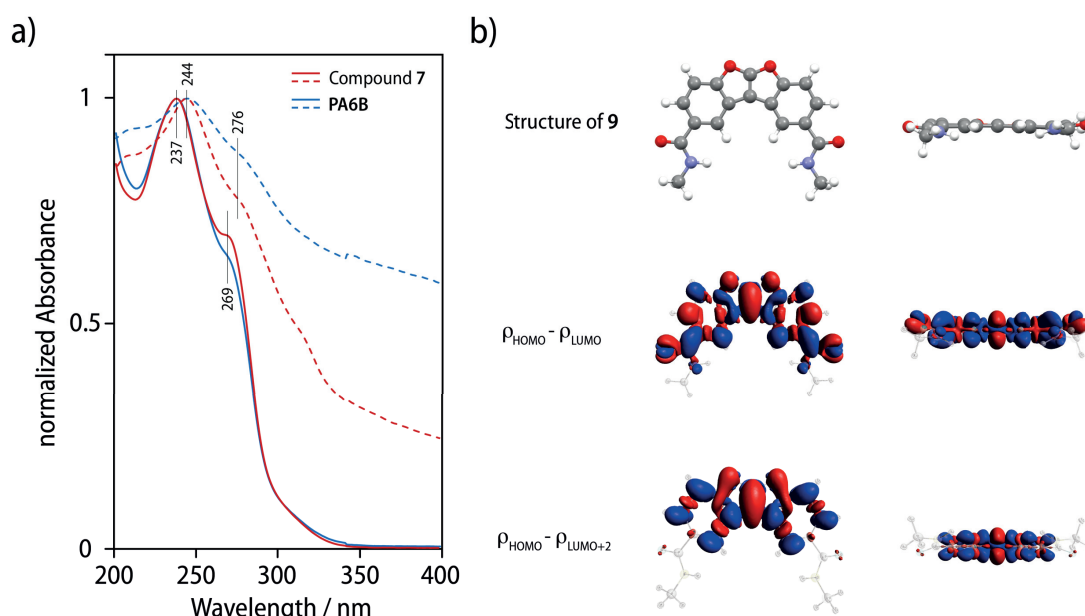 a)
b)
normalized Absorbance
1
0.5
0
200
250
300
350
400
Wavelength / nm
237
244
269
276
Compound 7
PA6B
Structure of 9
ρHOMO - ρLUMO
ρHOMO - ρLUMO+2